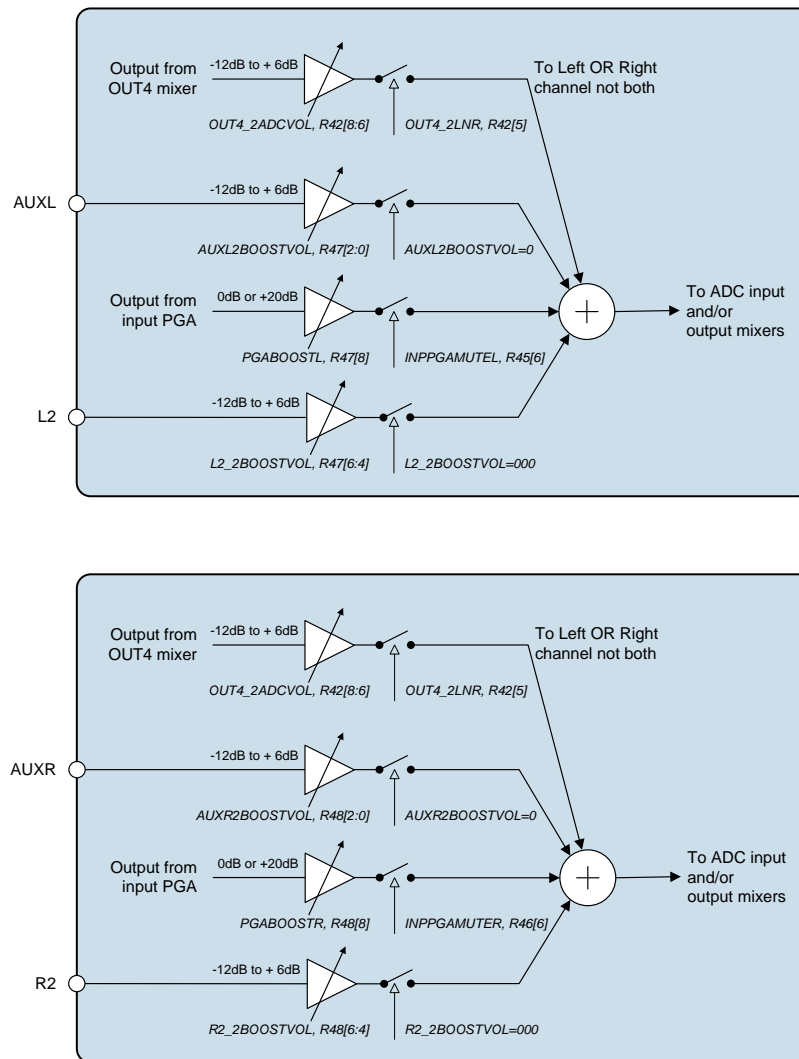 Output from
OUT4 mixer
-12dB to + 6dB
To Left OR Right
channel not both
OUT4_2ADCVOL, R42[8:6]
OUT4_2LNR, R42[5]
AUXL
-12dB to + 6dB
AUXL2BOOSTVOL, R47[2:0]
AUXL2BOOSTVOL=0
Output from
input PGA
0dB or +20dB
To ADC input
and/or
output mixers
PGABOOSTL, R47[8]
INPPGAMUTEL, R45[6]
L2
-12dB to + 6dB
L2_2BOOSTVOL, R47[6:4]
L2_2BOOSTVOL=000
Output from
OUT4 mixer
-12dB to + 6dB
To Left OR Right
channel not both
OUT4_2ADCVOL, R42[8:6]
OUT4_2LNR, R42[5]
AUXR
-12dB to + 6dB
AUXR2BOOSTVOL, R48[2:0]
AUXR2BOOSTVOL=0
Output from
input PGA
0dB or +20dB
To ADC input
and/or
output mixers
PGABOOSTR, R48[8]
INPPGAMUTER, R46[6]
R2
-12dB to + 6dB
R2_2BOOSTVOL, R48[6:4]
R2_2BOOSTVOL=000